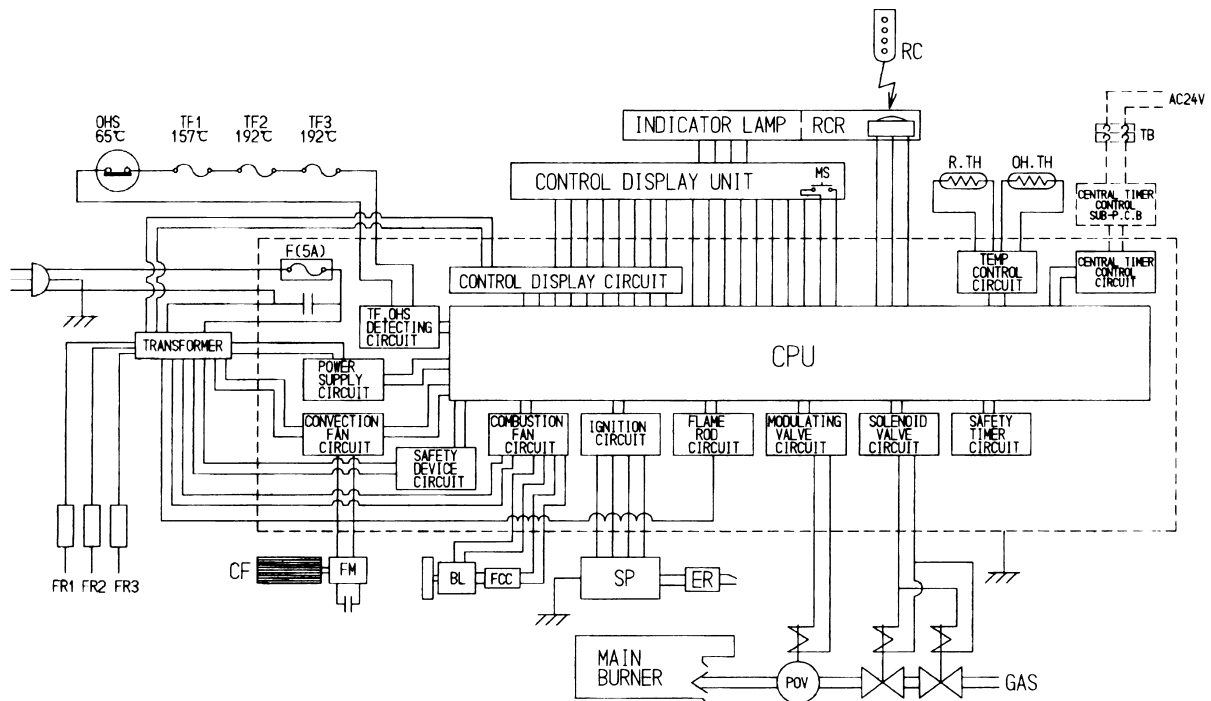 RC
AC24V
OHS
65℃
TF1
157℃
TF2
192℃
TF3
192℃
INDICATOR LAMP
RCR
TB
R.TH
OH.TH
CONTROL DISPLAY UNIT
MS
CENTRAL TIMER
CONTROL
SUB-P.C.B
F(5A)
CONTROL DISPLAY CIRCUIT
TEMP
CONTROL
CIRCUIT
CENTRAL TIMER
CONTROL
CIRCUIT
TF,OHS
DETECTING
CIRCUIT
TRANSFORMER
CPU
POWER
SUPPLY
CIRCUIT
CONVECTION
FAN
CIRCUIT
COMBUSTION
FAN
CIRCUIT
IGNITION
CIRCUIT
FLAME
ROD
CIRCUIT
MODULATING
VALVE
CIRCUIT
SOLENOID
VALVE
CIRCUIT
SAFETY
TIMER
CIRCUIT
SAFETY
DEVICE
CIRCUIT
FR1
FR2
FR3
CF
FM
BL
FCC
SP
ER
MAIN
BURNER
POV
GAS